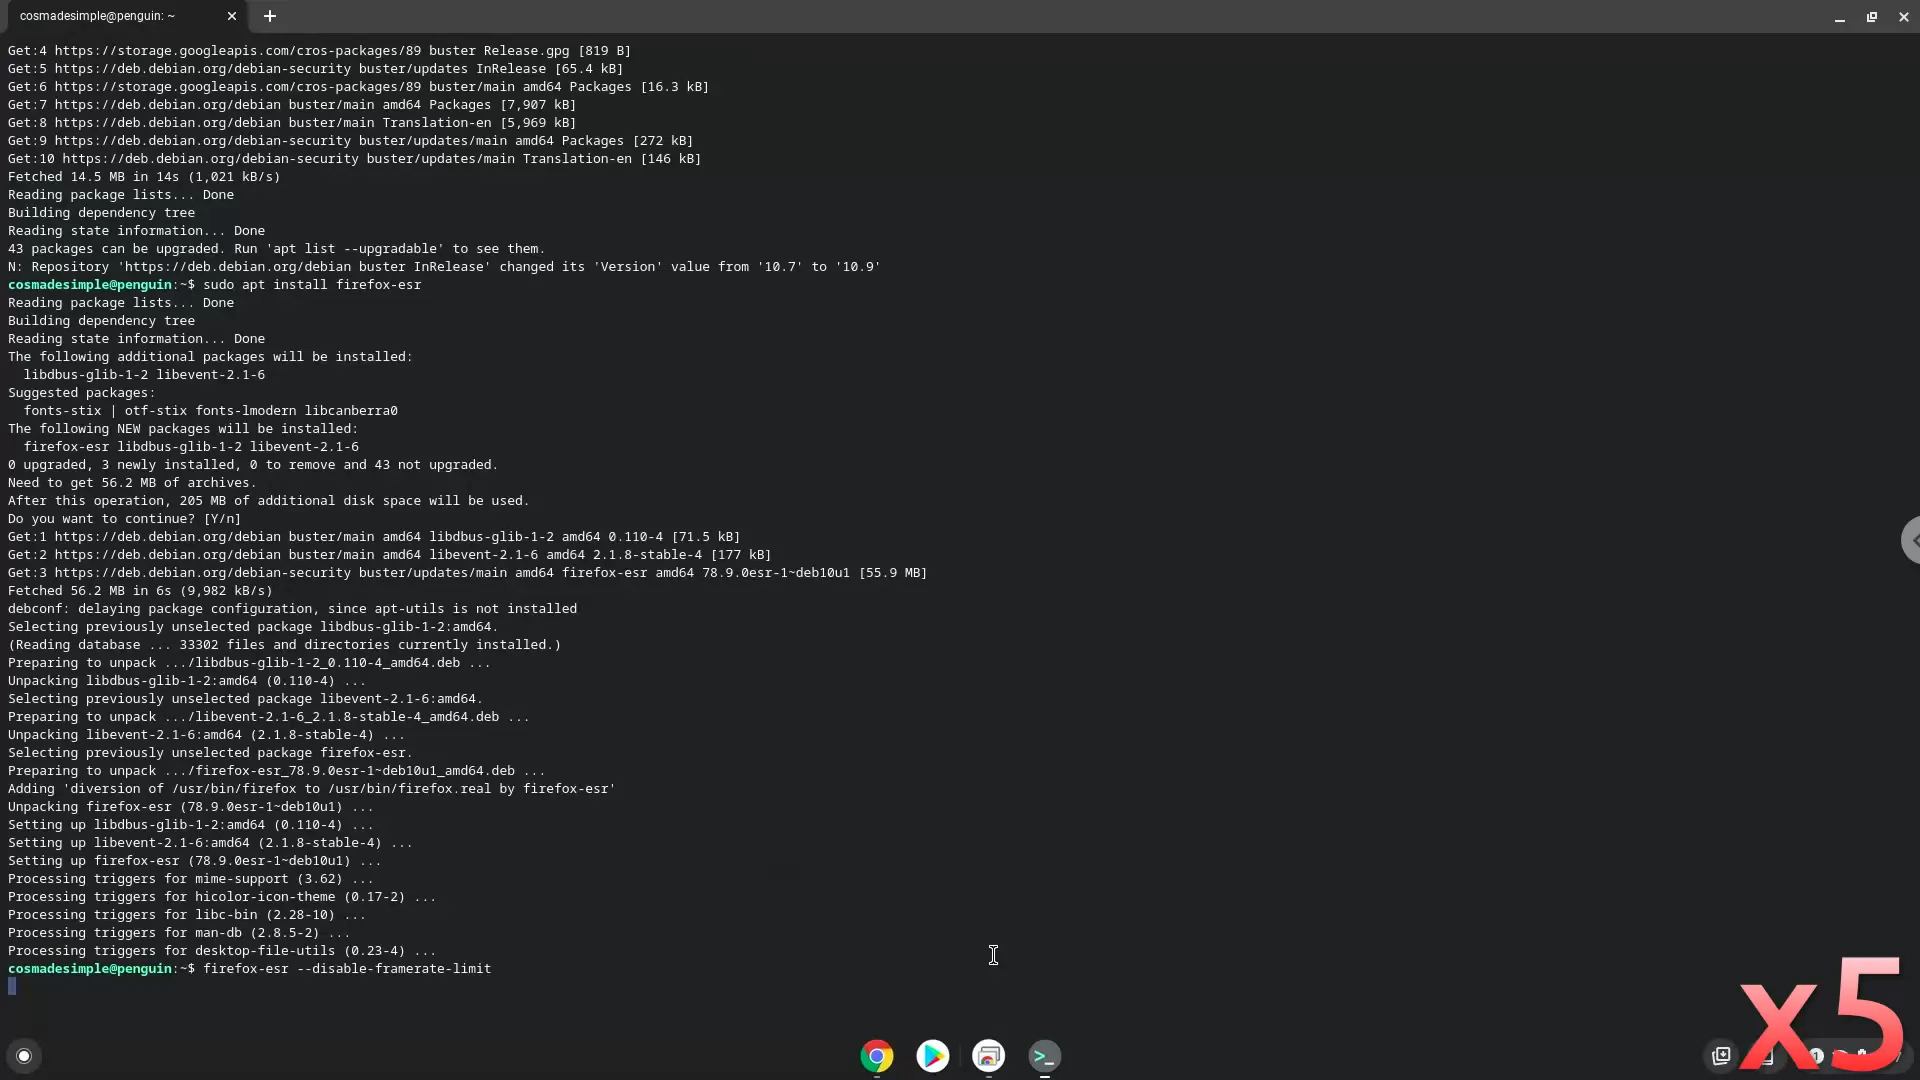 cosmadesimple@penguin: ~
Get:4 https://storage.googleapis.com/cros-packages/89 buster Release.gpg [819 B]
Get:5 https://deb.debian.org/debian-security buster/updates InRelease [65.4 kB]
Get:6 https://storage.googleapis.com/cros-packages/89 buster/main amd64 Packages [16.3 kB]
Get:7 https://deb.debian.org/debian buster/main amd64 Packages [7,907 kB]
Get:8 https://deb.debian.org/debian buster/main Translation-en [5,969 kB]
Get:9 https://deb.debian.org/debian-security buster/updates/main amd64 Packages [272 kB]
Get:10 https://deb.debian.org/debian-security buster/updates/main Translation-en [146 kB]
Fetched 14.5 MB in 14s (1,021 kB/s)
Reading package lists... Done
Building dependency tree
Reading state information... Done
43 packages can be upgraded. Run 'apt list --upgradable' to see them.
N: Repository 'https://deb.debian.org/debian buster InRelease' changed its 'Version' value from '10.7' to '10.9'
cosmadesimple@penguin:~$ sudo apt install firefox-esr
Reading package lists... Done
Building dependency tree
Reading state information... Done
The following additional packages will be installed:
  libdbus-glib-1-2 libevent-2.1-6
Suggested packages:
  fonts-stix | otf-stix fonts-lmodern libcanberra0
The following NEW packages will be installed:
  firefox-esr libdbus-glib-1-2 libevent-2.1-6
0 upgraded, 3 newly installed, 0 to remove and 43 not upgraded.
Need to get 56.2 MB of archives.
After this operation, 205 MB of additional disk space will be used.
Do you want to continue? [Y/n]
Get:1 https://deb.debian.org/debian buster/main amd64 libdbus-glib-1-2 amd64 0.110-4 [71.5 kB]
Get:2 https://deb.debian.org/debian buster/main amd64 libevent-2.1-6 amd64 2.1.8-stable-4 [177 kB]
Get:3 https://deb.debian.org/debian-security buster/updates/main amd64 firefox-esr amd64 78.9.0esr-1~deb10u1 [55.9 MB]
Fetched 56.2 MB in 6s (9,982 kB/s)
debconf: delaying package configuration, since apt-utils is not installed
Selecting previously unselected package libdbus-glib-1-2:amd64.
(Reading database ... 33302 files and directories currently installed.)
Preparing to unpack .../libdbus-glib-1-2_0.110-4_amd64.deb ...
Unpacking libdbus-glib-1-2:amd64 (0.110-4) ...
Selecting previously unselected package libevent-2.1-6:amd64.
Preparing to unpack .../libevent-2.1-6_2.1.8-stable-4_amd64.deb ...
Unpacking libevent-2.1-6:amd64 (2.1.8-stable-4) ...
Selecting previously unselected package firefox-esr.
Preparing to unpack .../firefox-esr_78.9.0esr-1~deb10u1_amd64.deb ...
Adding 'diversion of /usr/bin/firefox to /usr/bin/firefox.real by firefox-esr'
Unpacking firefox-esr (78.9.0esr-1~deb10u1) ...
Setting up libdbus-glib-1-2:amd64 (0.110-4) ...
Setting up libevent-2.1-6:amd64 (2.1.8-stable-4) ...
Setting up firefox-esr (78.9.0esr-1~deb10u1) ...
Processing triggers for mime-support (3.62) ...
Processing triggers for hicolor-icon-theme (0.17-2) ...
Processing triggers for libc-bin (2.28-10) ...
Processing triggers for man-db (2.8.5-2) ...
Processing triggers for desktop-file-utils (0.23-4) ...
cosmadesimple@penguin:~$ firefox-esr --disable-framerate-limit
x5
1